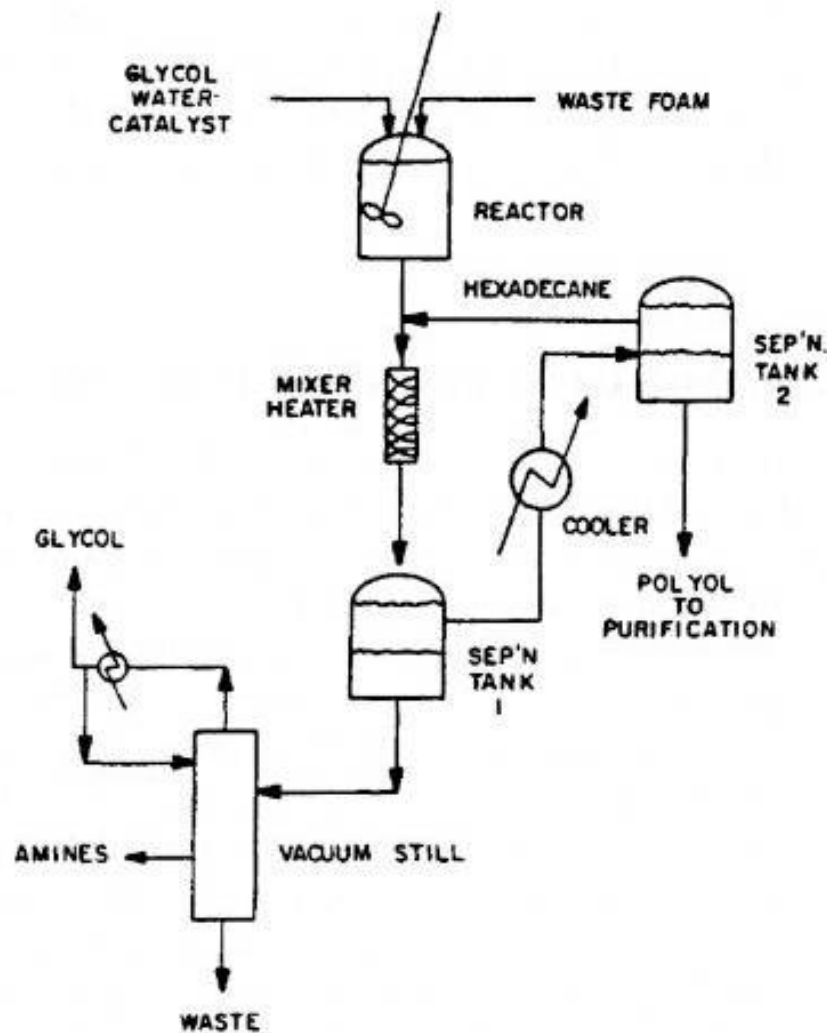 GLYCOL
WATER-
CATALYST
WASTE FOAM
REACTOR
HEXADECANE
SEP'N.
TANK
2
MIXER
HEATER
COOLER
GLYCOL
POLYOL
TO
PURIFICATION
SEP'N
TANK
1
AMINES
VACUUM STILL
WASTE